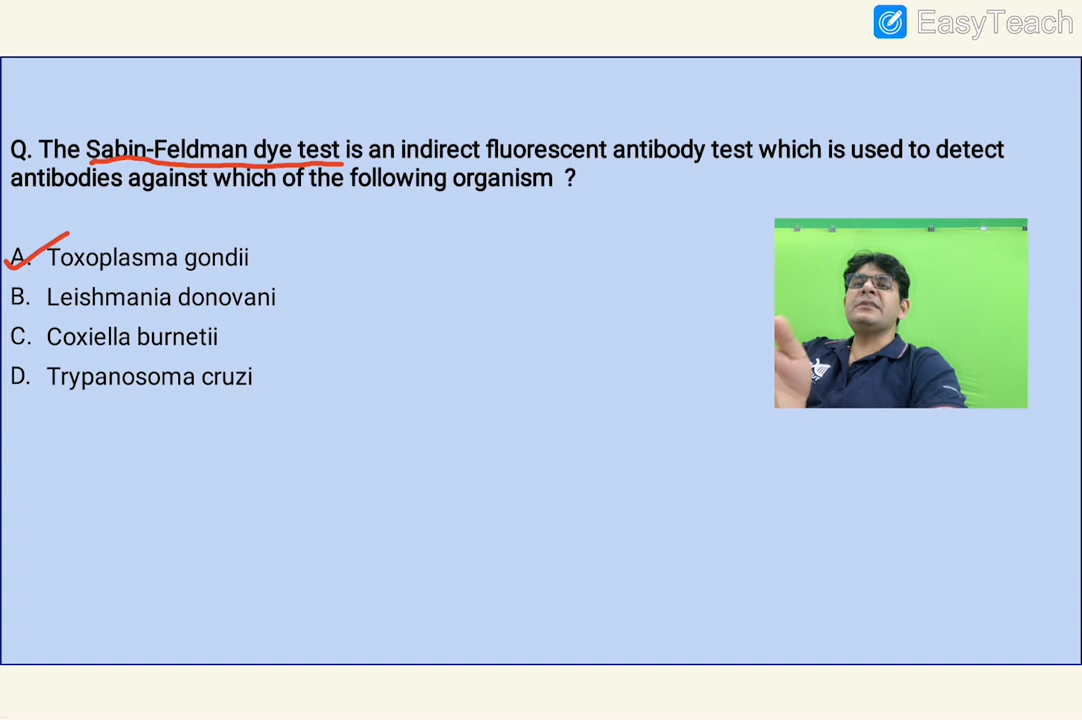 EasyTeach
Q. The Sabin-Feldman dye test is an indirect fluorescent antibody test which is used to detect
antibodies against which of the following organism ?
A. Toxoplasma gondii
B. Leishmania donovani
C. Coxiella burnetii
D. Trypanosoma cruzi